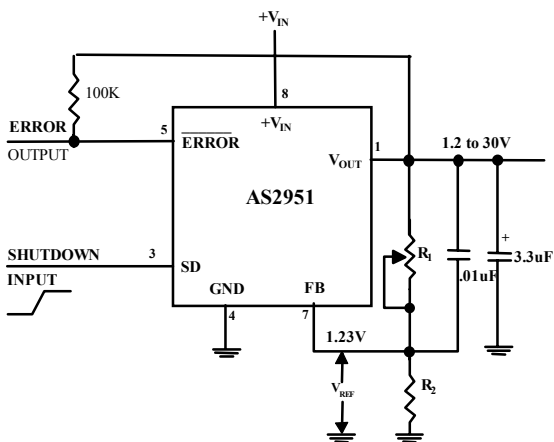 +VIN
100K
8
ERROR
5
+VIN
ERROR
1
1.2 to 30V
OUTPUT
VOUT
AS2951
SHUTDOWN
3
SD
R1
+
3.3uF
.01uF
INPUT
GND
FB
4
7
1.23V
VREF
R2